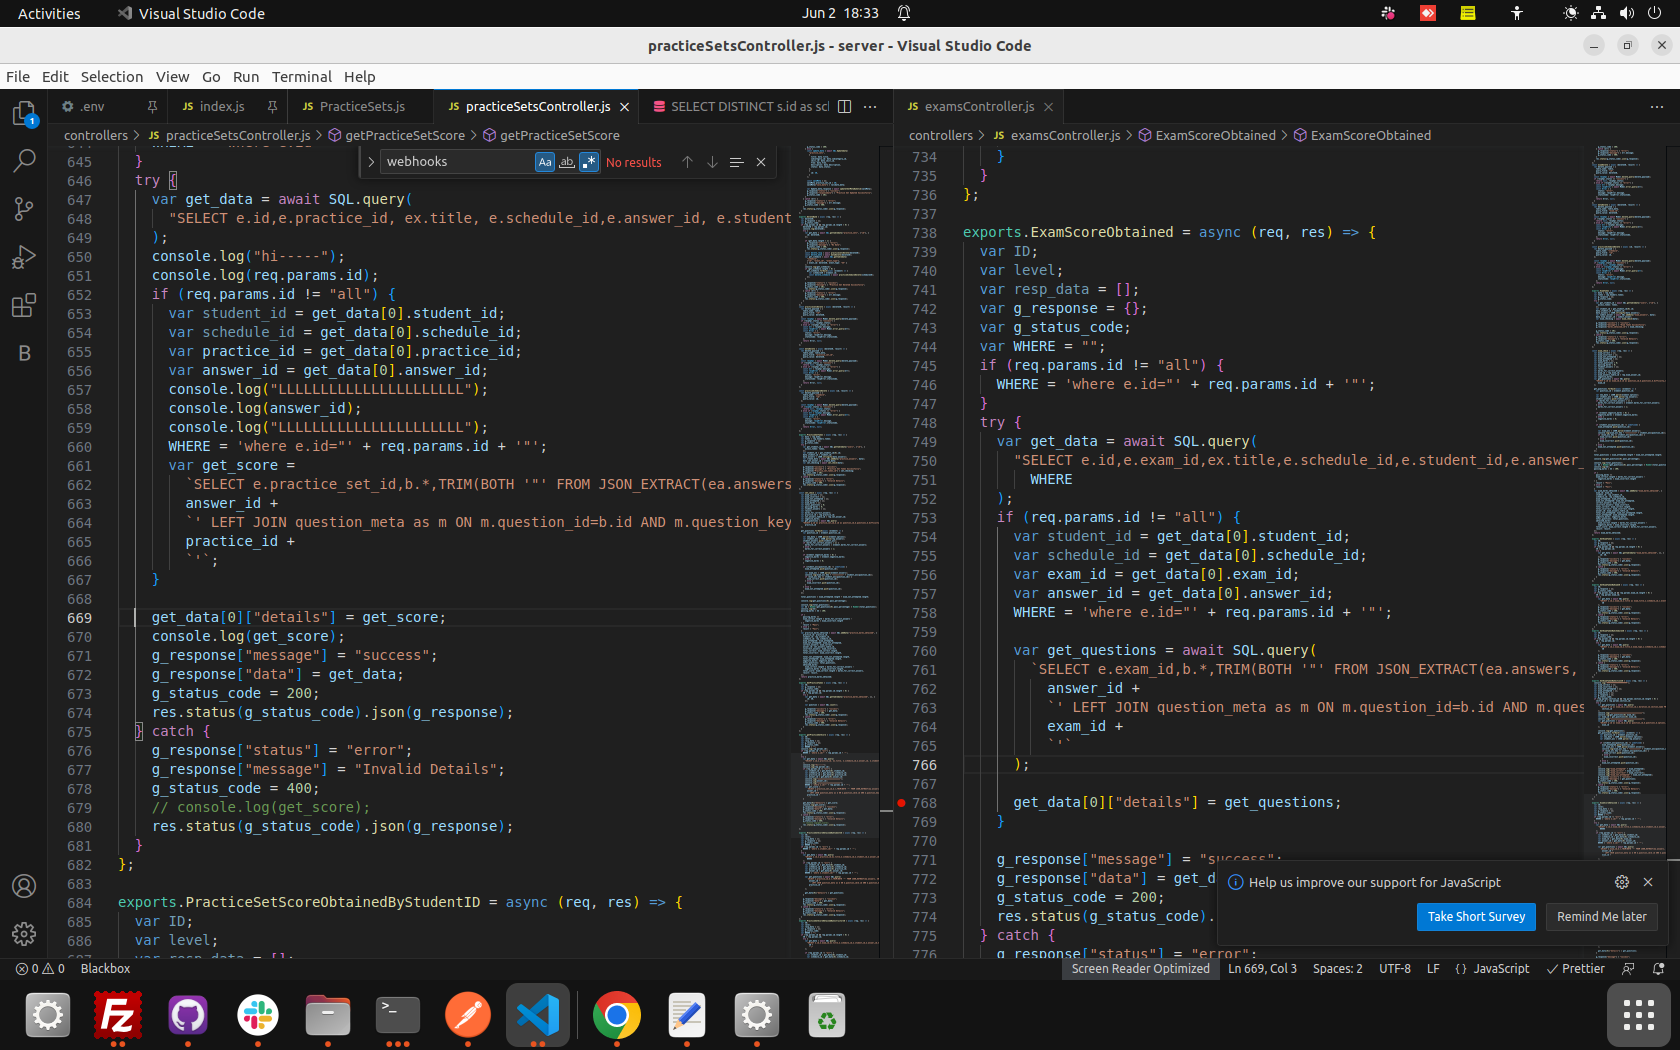 Activities
Visual Studio Code
Jun 2 18:33
practiceSetsController.js - server - Visual Studio Code
File Edit Selection View Go Run Terminal Help
.env
JS index.js
JS PracticeSets.js
JS practiceSetsController.js
SELECT DISTINCT s.id as scl
controllers > JS practiceSetsController.js > getPracticeSetScore > getPracticeSetScore
webhooks
Aa
ab
No results
1
B
645 }
646 try {
647 var get_data = await SQL.query(
648 "SELECT e.id,e.practice_id, ex.title, e.schedule_id,e.answer_id, e.student
649 );
650 console.log("hi-----");
651 console.log(req.params.id);
652 if (req.params.id != "all") {
653 var student_id = get_data[0].student_id;
654 var schedule_id = get_data[0].schedule_id;
655 var practice_id = get_data[0].practice_id;
656 var answer_id = get_data[0].answer_id;
657 console.log("LLLLLLLLLLLLLLLLLLLLLL");
658 console.log(answer_id);
659 console.log("LLLLLLLLLLLLLLLLLLLLLL");
660 WHERE = 'where e.id="' + req.params.id + '"';
661 var get_score =
662 `SELECT e.practice_set_id,b.*,TRIM(BOTH '"' FROM JSON_EXTRACT(ea.answers
663 answer_id +
664 `' LEFT JOIN question_meta as m ON m.question_id=b.id AND m.question_key
665 practice_id +
666 `'`;
667 }
668
669 get_data[0]["details"] = get_score;
670 console.log(get_score);
671 g_response["message"] = "success";
672 g_response["data"] = get_data;
673 g_status_code = 200;
674 res.status(g_status_code).json(g_response);
675 } catch {
676 g_response["status"] = "error";
677 g_response["message"] = "Invalid Details";
678 g_status_code = 400;
679 // console.log(get_score);
680 res.status(g_status_code).json(g_response);
681 }
682 };
683
684 exports.PracticeSetScoreObtainedByStudentID = async (req, res) => {
685 var ID;
686 var level;
JS examsController.js
controllers > JS examsController.js > ExamScoreObtained > ExamScoreObtained
734 }
735 }
736 };
737
738 exports.ExamScoreObtained = async (req, res) => {
739 var ID;
740 var level;
741 var resp_data = [];
742 var g_response = {};
743 var g_status_code;
744 var WHERE = "";
745 if (req.params.id != "all") {
746 WHERE = 'where e.id="' + req.params.id + '"';
747 }
748 try {
749 var get_data = await SQL.query(
750 "SELECT e.id,e.exam_id,ex.title,e.schedule_id,e.student_id,e.answer_
751 WHERE
752 );
753 if (req.params.id != "all") {
754 var student_id = get_data[0].student_id;
755 var schedule_id = get_data[0].schedule_id;
756 var exam_id = get_data[0].exam_id;
757 var answer_id = get_data[0].answer_id;
758 WHERE = 'where e.id="' + req.params.id + '"';
759
760 var get_questions = await SQL.query(
761 `SELECT e.exam_id,b.*,TRIM(BOTH '"' FROM JSON_EXTRACT(ea.answers,
762 answer_id +
763 `' LEFT JOIN question_meta as m ON m.question_id=b.id AND m.ques
764 exam_id +
765 `'`
766 );
767
768 get_data[0]["details"] = get_questions;
769 }
770
771 g_response["message"] = "success";
772 g_response["data"] = get_d
773 g_status_code = 200;
774 res.status(g_status_code).
775 } catch {
776 g_response["status"] = "error";
Help us improve our support for JavaScript
Take Short Survey
Remind Me later
0 0 Blackbox
Screen Reader Optimized Ln 669, Col 3 Spaces: 2 UTF-8 LF {} JavaScript Prettier
Fz
>_